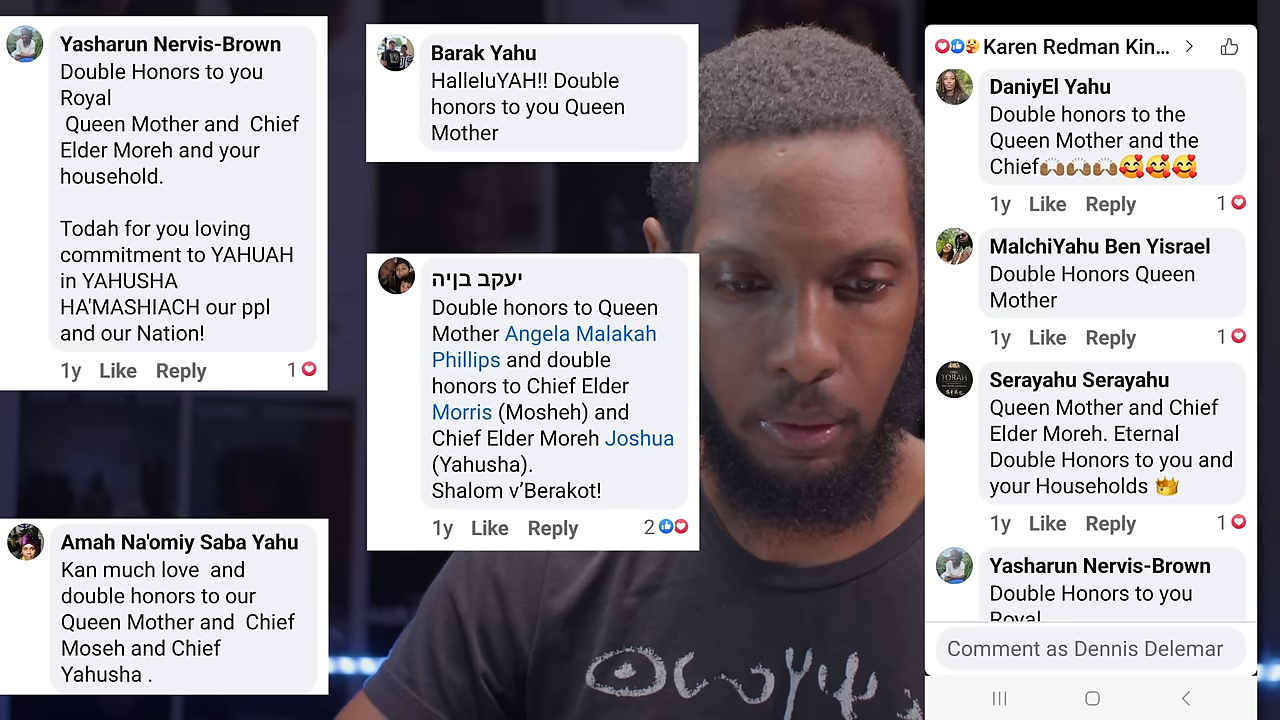 Yasharun Nervis-Brown
Double Honors to you
Royal
Queen Mother and Chief
Elder Moreh and your
household.
Todah for you loving
commitment to YAHUAH
in YAHUSHA
HA'MASHIACH our ppl
and our Nation!
1y Like Reply 1
Amah Na'omiy Saba Yahu
Kan much love and
double honors to our
Queen Mother and Chief
Moseh and Chief
Yahusha .
Barak Yahu
HalleluYAH!! Double
honors to you Queen
Mother
יעקב בןיה
Double honors to Queen
Mother Angela Malakah
Phillips and double
honors to Chief Elder
Morris (Mosheh) and
Chief Elder Moreh Joshua
(Yahusha).
Shalom v'Berakot!
1y Like Reply 2
Karen Redman Kin...
DaniyEl Yahu
Double honors to the
Queen Mother and the
Chief🙌🏾🙌🏾🙌🏾🥰🥰🥰
1y Like Reply 1
MalchiYahu Ben Yisrael
Double Honors Queen
Mother
1y Like Reply 1
Serayahu Serayahu
Queen Mother and Chief
Elder Moreh. Eternal
Double Honors to you and
your Households 👑
1y Like Reply 1
Yasharun Nervis-Brown
Double Honors to you
Royal
Comment as Dennis Delemar